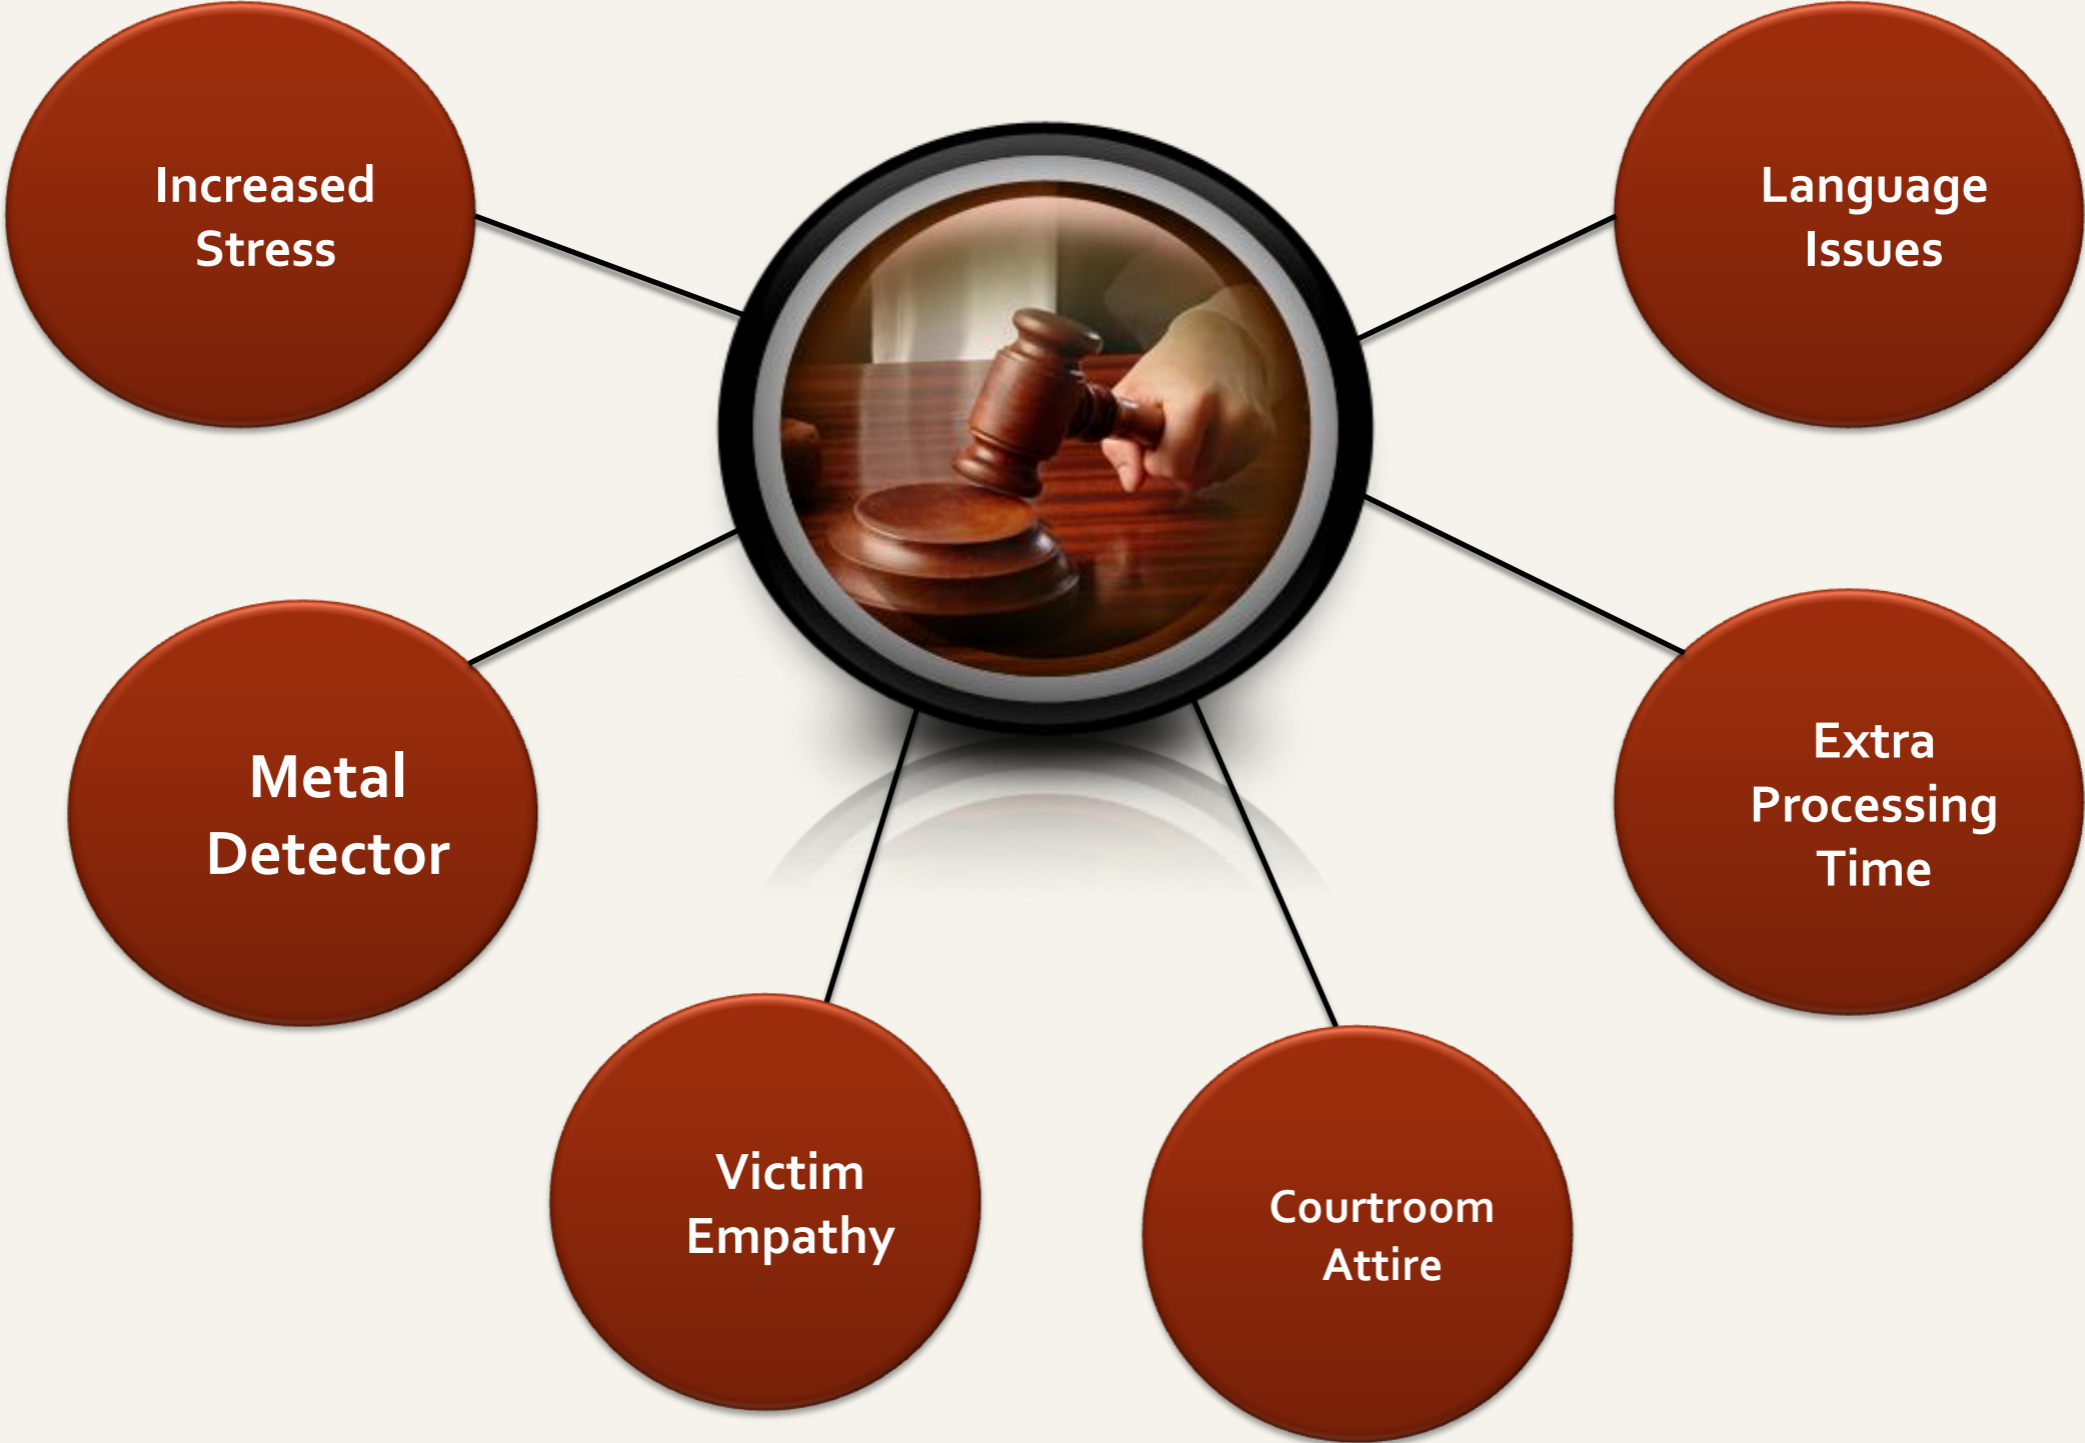 Increased
Stress
Language
Issues
Metal
Detector
Extra
Processing
Time
Victim
Empathy
Courtroom
Attire